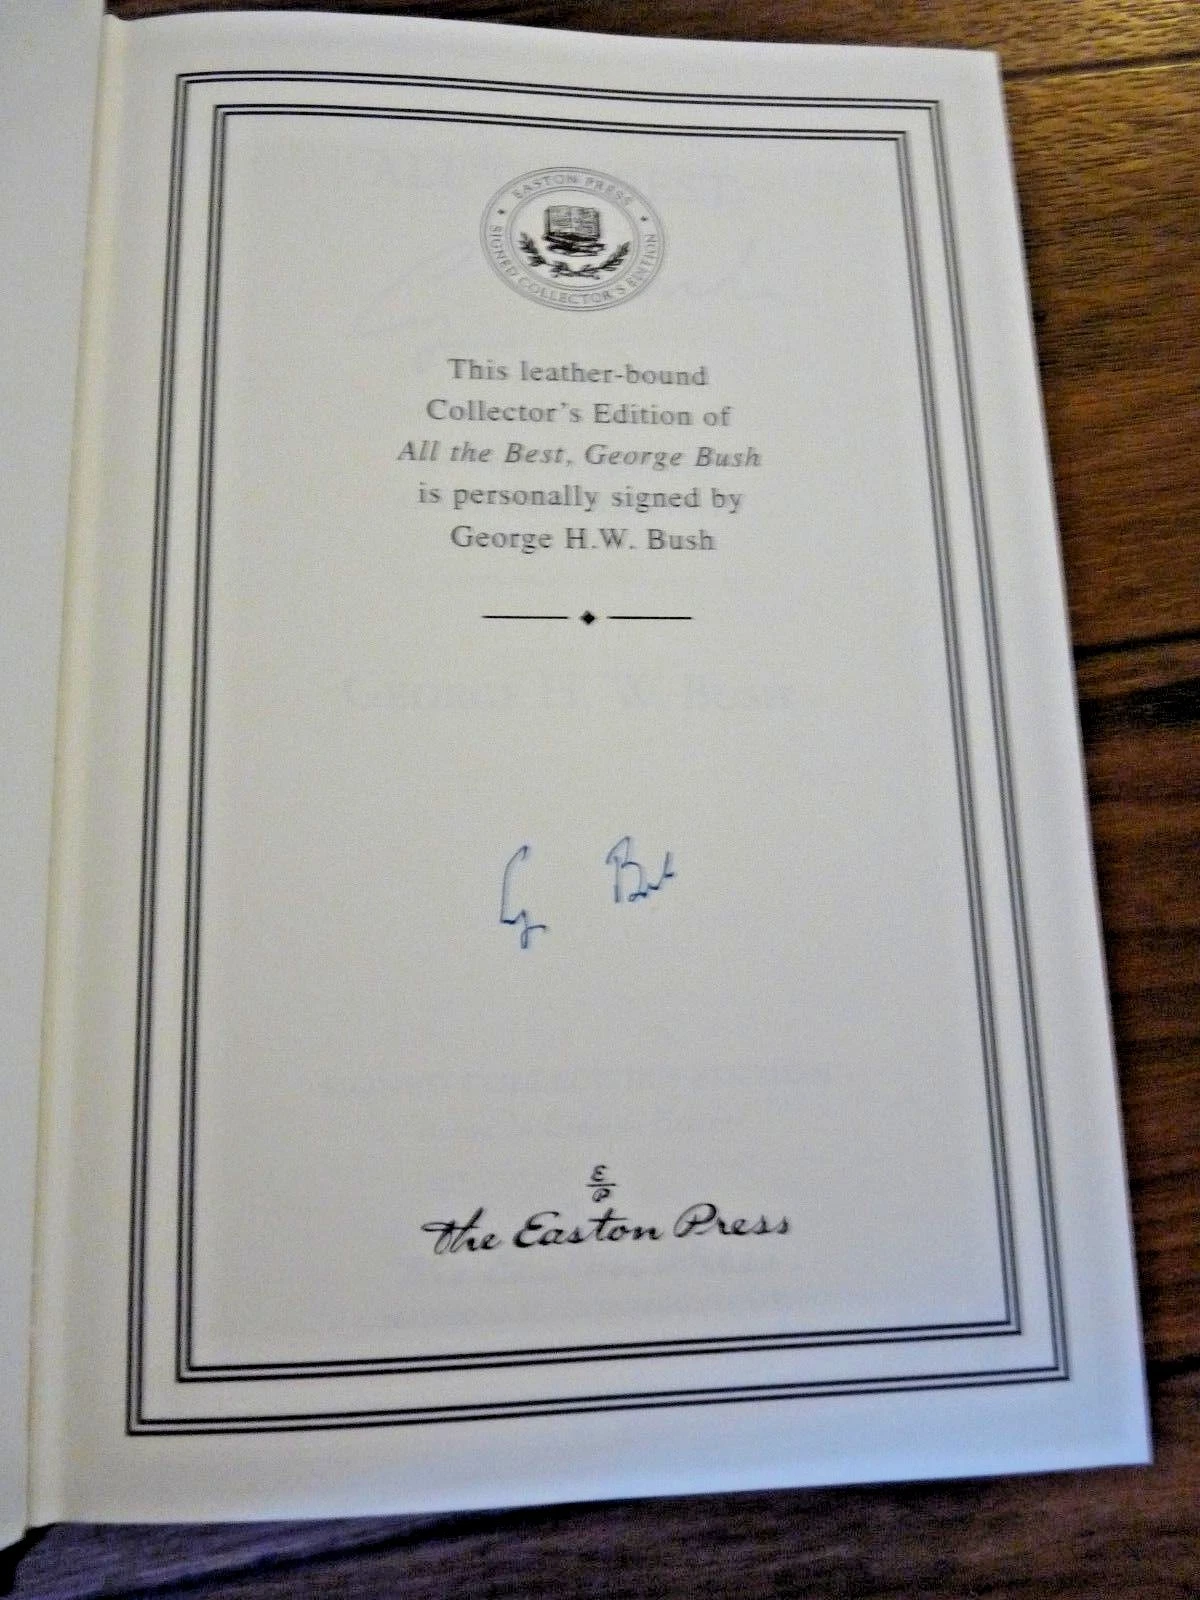 EASTON PRESS
SIGNED COLLECTOR'S EDITION
This leather-bound
Collector's Edition of
All the Best, George Bush
is personally signed by
George H.W. Bush
G Bush
E
P
The Easton Press